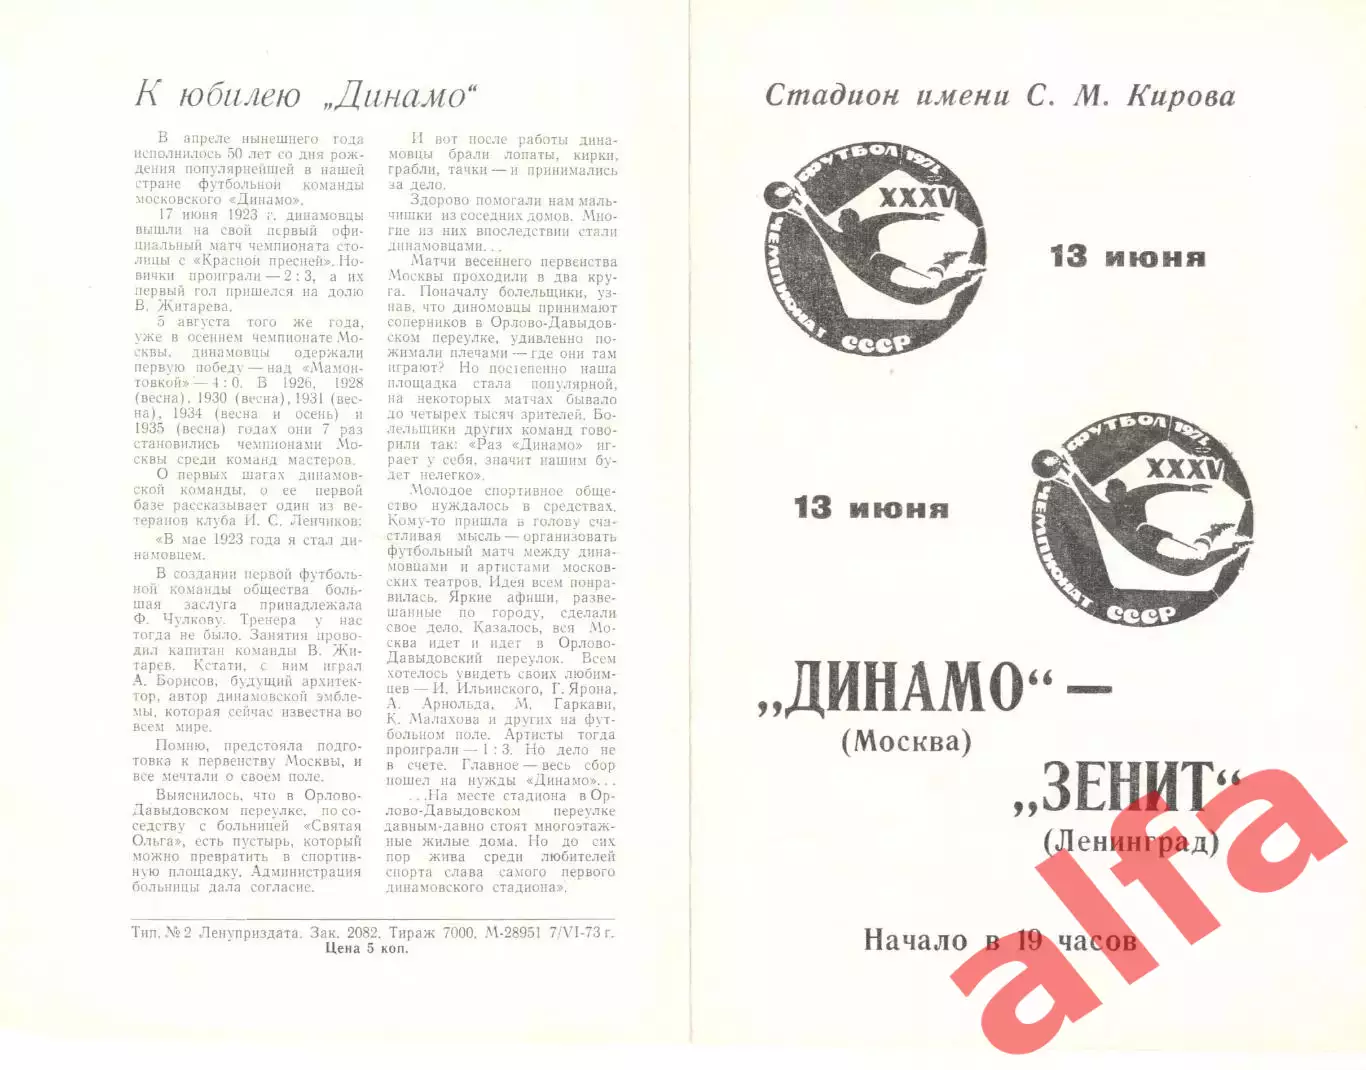 К юбилею „Динамо“
В апреле нынешнего года
исполнилось 50 лет со дня рож-
дения популярнейшей в нашей
стране футбольной команды
московского «Динамо».
17 июня 1923 г. динамовцы
вышли на свой первый офи-
циальный матч чемпионата сто-
лицы с «Красной пресней». Но-
вички проиграли — 2 : 3, а их
первый гол пришелся на долю
В. Житарева.
5 августа того же года,
уже в осеннем чемпионате Мо-
сквы, динамовцы одержали
первую победу — над «Мамон-
товкой» — 4 : 0. В 1926, 1928
(весна), 1930 (весна), 1931 (вес-
на), 1934 (весна и осень) и
1935 (весна) годах они 7 раз
становились чемпионами Мо-
сквы среди команд мастеров.
О первых шагах динамов-
ской команды, о ее первой
базе рассказывает один из ве-
теранов клуба И. С. Ленчиков:
«В мае 1923 года я стал ди-
намовцем.
В создании первой футболь-
ной команды общества боль-
шая заслуга принадлежала
Ф. Чулкову. Тренера у нас
тогда не было. Занятия прово-
дил капитан команды В. Жи-
тарев. Кстати, с ним играл
А. Борисов, будущий архитек-
тор, автор динамовской эмбле-
мы, которая сейчас известна во
всем мире.
Помню, предстояла подго-
товка к первенству Москвы, и
все мечтали о своем поле.
Выяснилось, что в Орлово-
Давыдовском переулке, по со-
седству с больницей «Святая
Ольга», есть пустырь, который
можно превратить в спортив-
ную площадку. Администрация
больницы дала согласие.
И вот после работы дина-
мовцы брали лопаты, кирки,
грабли, тачки — и принимались
за дело.
Здорово помогали нам маль-
чишки из соседних домов. Мно-
гие из них впоследствии стали
динамовцами...
Матчи весеннего первенства
Москвы проходили в два кру-
га. Поначалу болельщики, уз-
нав, что диномовцы принимают
соперников в Орлово-Давыдов-
ском переулке, удивленно по-
жимали плечами — где они там
играют? Но постепенно наша
площадка стала популярной,
на некоторых матчах бывало
до четырех тысяч зрителей. Бо-
лельщики других команд гово-
рили так: «Раз «Динамо» иг-
рает у себя, значит нашим бу-
дет нелегко».
Молодое спортивное обще-
ство нуждалось в средствах.
Кому-то пришла в голову сча-
стливая мысль — организовать
футбольный матч между дина-
мовцами и артистами москов-
ских театров. Идея всем понра-
вилась. Яркие афиши, разве-
шанные по городу, сделали
свое дело. Казалось, вся Мо-
сква идет и идет в Орлово-
Давыдовский переулок. Всем
хотелось увидеть своих любим-
цев — И. Ильинского, Г. Ярона,
А. Арнольда, М. Гаркави,
К. Малахова и других на фут-
больном поле. Артисты тогда
проиграли — 1 : 3. Но дело не
в счете. Главное — весь сбор
пошел на нужды «Динамо»...
...На месте стадиона в Ор-
лово-Давыдовском переулке
давным-давно стоят многоэтаж-
ные жилые дома. Но до сих
пор жива среди любителей
спорта слава самого первого
динамовского стадиона».
Тип. № 2 Ленуприздата. Зак. 2082. Тираж 7000. М-28951 7/VI-73 г.
Цена 5 коп.
Стадион имени С. М. Кирова
ФУТБОЛ
XXXV
ЧЕМПИОНАТ
СССР
13 июня
ФУТБОЛ
XXXV
ЧЕМПИОНАТ
СССР
13 июня
„ДИНАМО“ —
(Москва)
„ЗЕНИТ“
(Ленинград)
Начало в 19 часов
alfa